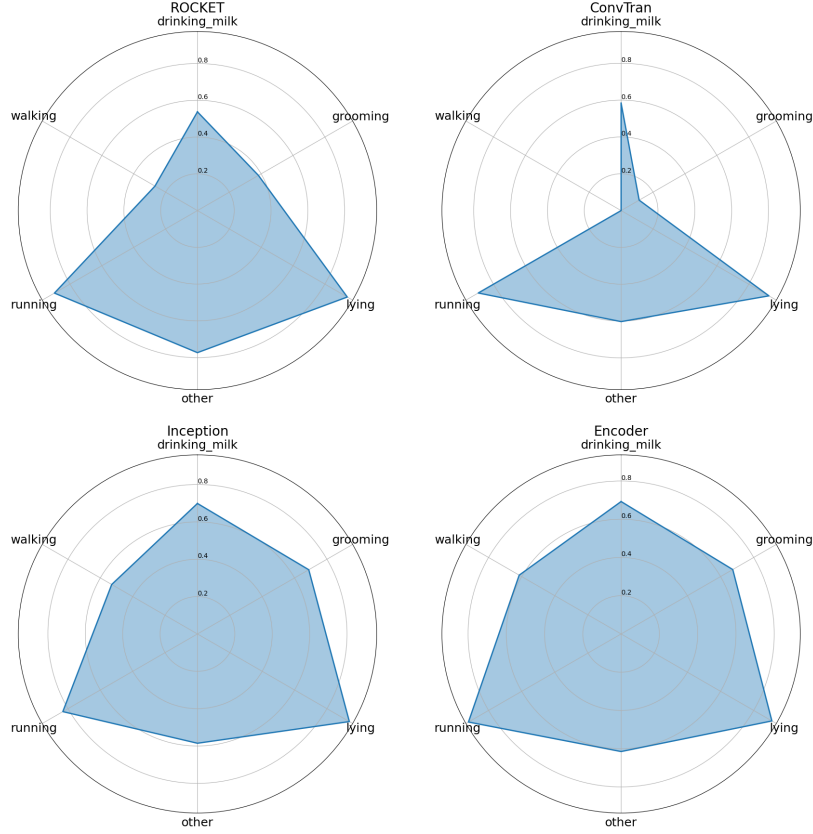 ROCKET
drinking_milk
walking
grooming
0.8
0.6
0.4
0.2
running
lying
other
ConvTran
drinking_milk
walking
grooming
0.8
0.6
0.4
0.2
running
lying
other
Inception
drinking_milk
walking
grooming
0.8
0.6
0.4
0.2
running
lying
other
Encoder
drinking_milk
walking
grooming
0.8
0.6
0.4
0.2
running
lying
other